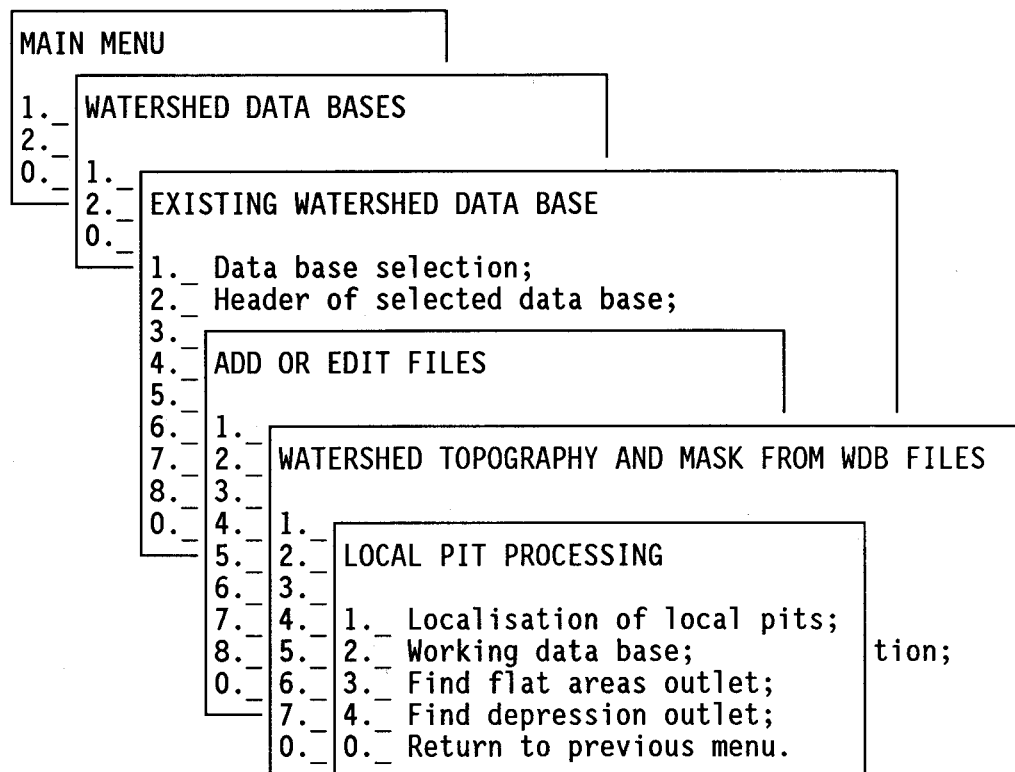 MAIN MENU
1._
2._
0._
WATERSHED DATA BASES
1._
2._
0._
EXISTING WATERSHED DATA BASE
1._ Data base selection;
2._ Header of selected data base;
3._
4._
5._
6._
7._
8._
0._
ADD OR EDIT FILES
1._
2._
3._
4._
5._
6._
7._
8._
0._
WATERSHED TOPOGRAPHY AND MASK FROM WDB FILES
1._
2._
3._
4._
5._ tion;
6._
7._
0._
LOCAL PIT PROCESSING
1._ Localisation of local pits;
2._ Working data base;
3._ Find flat areas outlet;
4._ Find depression outlet;
0._ Return to previous menu.